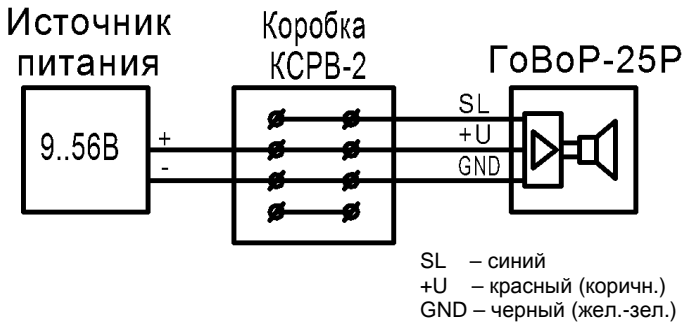 Источник
питания
Коробка
КСРВ-2
ГоВоР-25Р
9..56В
+
-
SL
+U
GND
SL – синий
+U – красный (коричн.)
GND – черный (жел.-зел.)